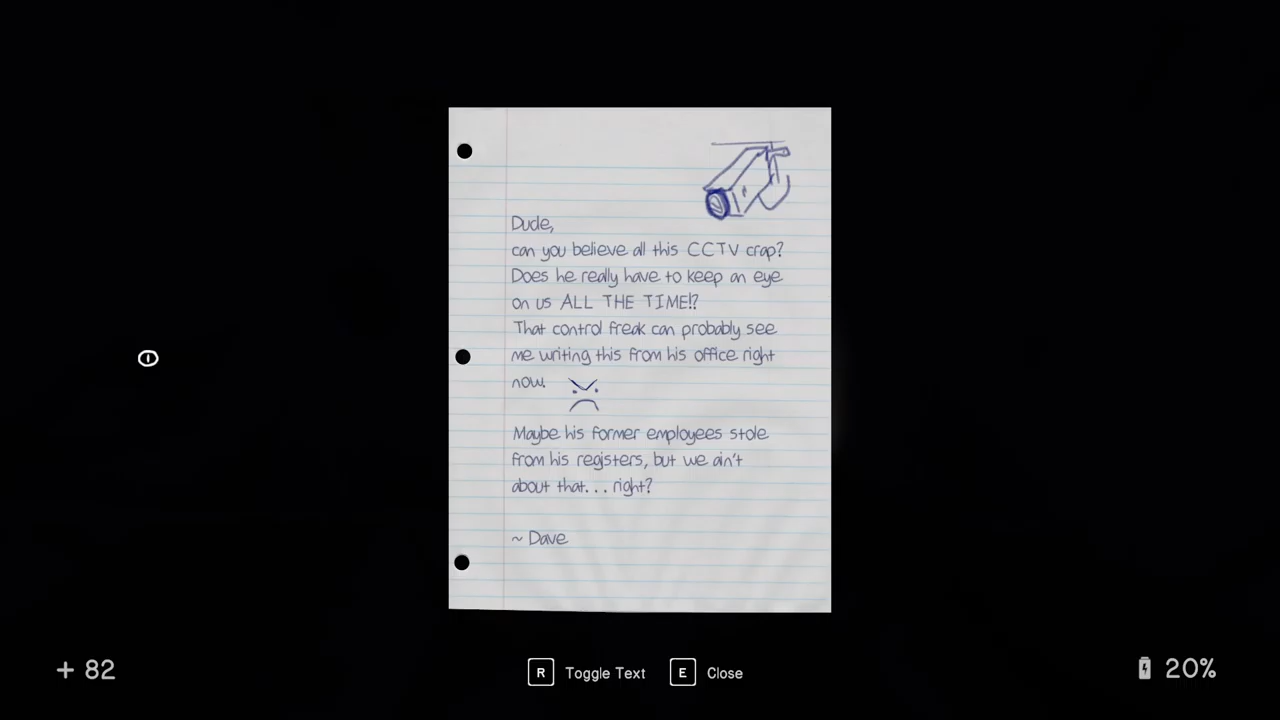 Dude,
can you believe all this CCTV crap?
Does he really have to keep an eye
on us ALL THE TIME!?
That control freak can probably see
me writing this from his office right
now.
Maybe his former employees stole
from his registers, but we ain't
about that... right?
~ Dave
+ 82
R Toggle Text E Close
20%